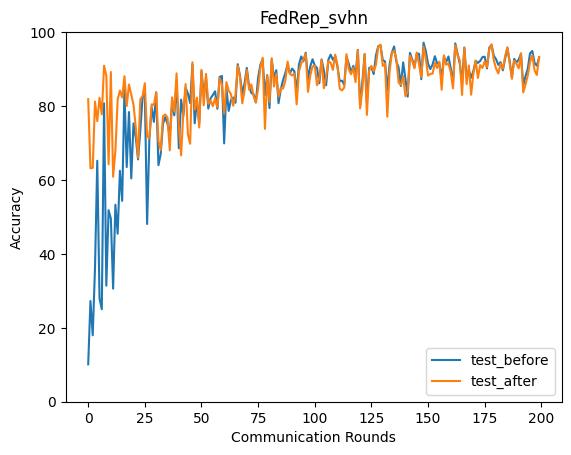 FedRep_svhn
Accuracy
100
80
60
40
20
0
0 25 50 75 100 125 150 175 200
Communication Rounds
test_before
test_after